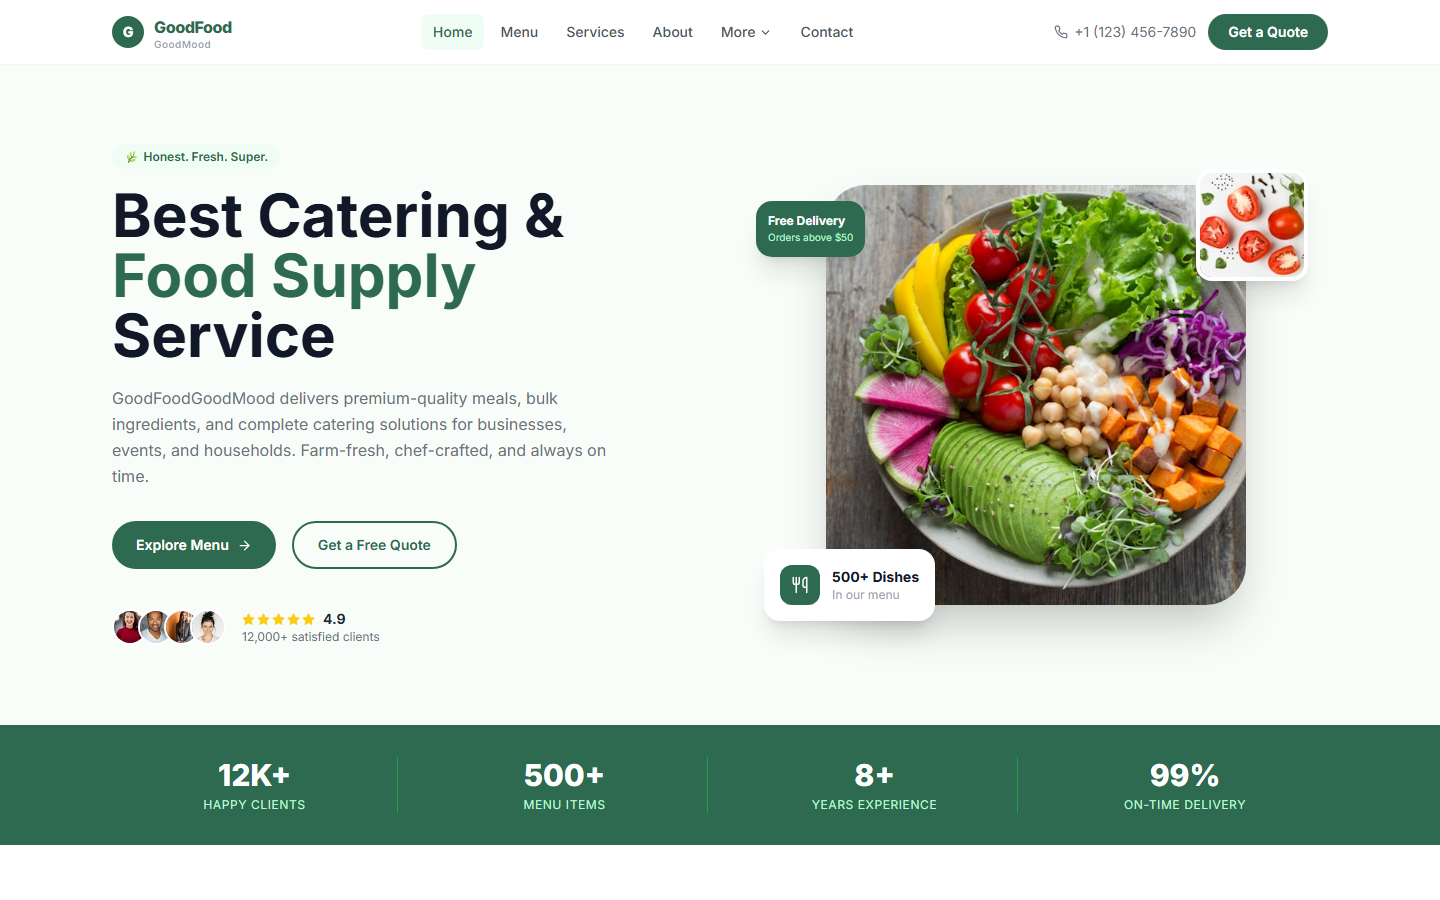 G
GoodFood
GoodMood
Home
Menu
Services
About
More
Contact
+1 (123) 456-7890
Get a Quote
Honest. Fresh. Super.
Best Catering &
Food Supply
Service
GoodFoodGoodMood delivers premium-quality meals, bulk
ingredients, and complete catering solutions for businesses,
events, and households. Farm-fresh, chef-crafted, and always on
time.
Explore Menu
Get a Free Quote
4.9
12,000+ satisfied clients
Free Delivery
Orders above $50
500+ Dishes
In our menu
12K+
HAPPY CLIENTS
500+
MENU ITEMS
8+
YEARS EXPERIENCE
99%
ON-TIME DELIVERY